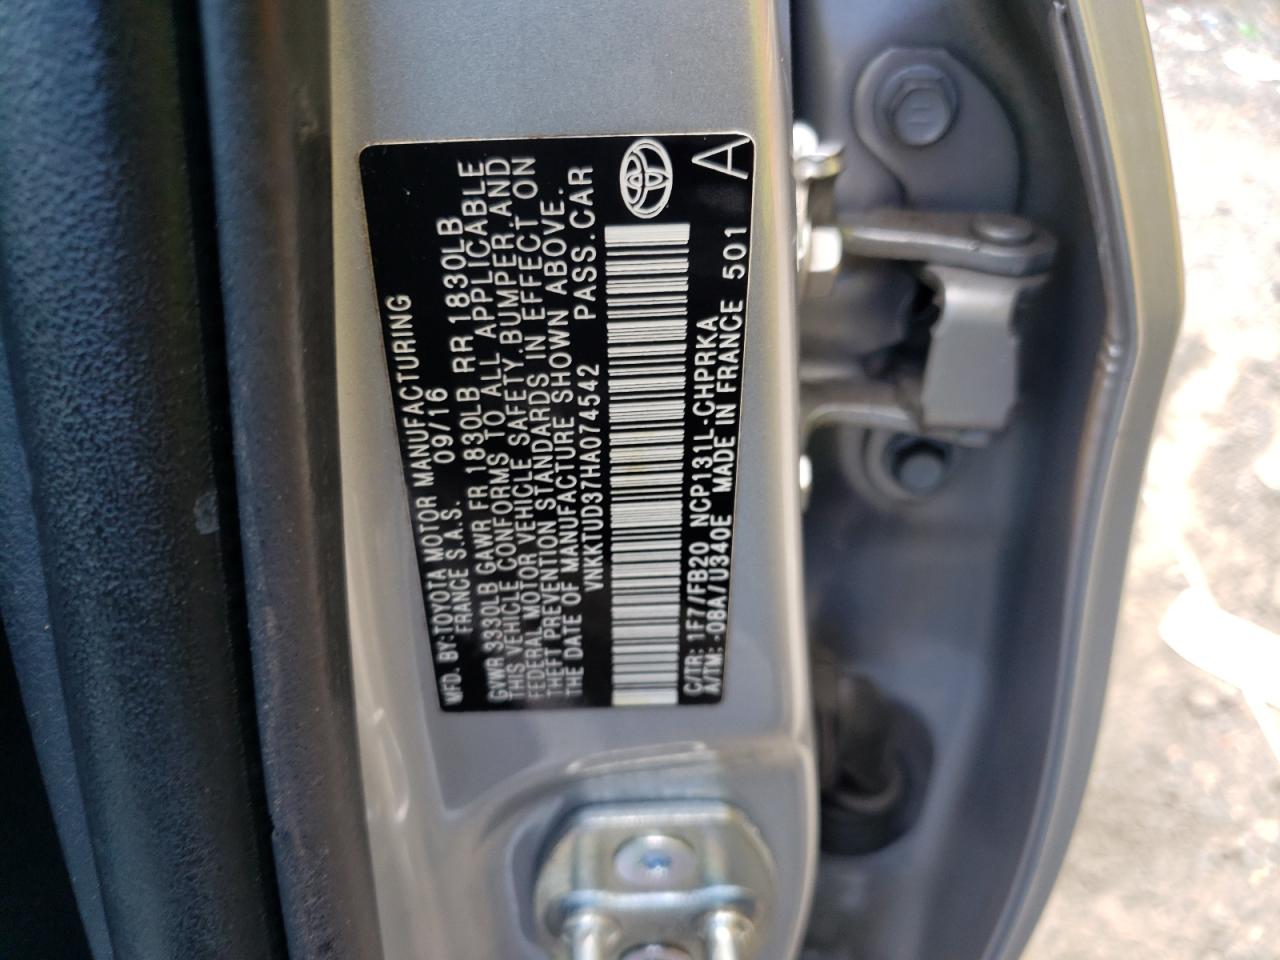 MFD. BY:TOYOTA MOTOR MANUFACTURING
FRANCE S.A.S. 09/16
GVWR 3330LB GAWR FR 1830LB RR 1830LB
THIS VEHICLE CONFORMS TO ALL APPLICABLE
FEDERAL MOTOR VEHICLE SAFETY, BUMPER, AND
THEFT PREVENTION STANDARDS IN EFFECT ON
THE DATE OF MANUFACTURE SHOWN ABOVE.
VNKKTUD37HA074542 PASS.CAR
C/TR: 1F7/FB20 NCP131L-CHPRKA
A/TM: -08A/U340E MADE IN FRANCE 501
A